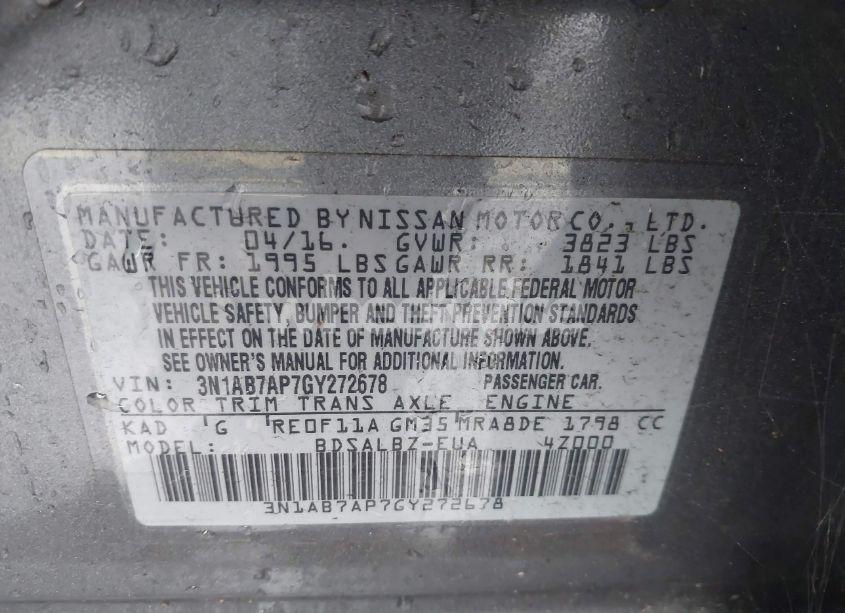 MANUFACTURED BY NISSAN MOTOR CO., LTD.
DATE: 04/16. GVWR: 3823 LBS
GAWR FR: 1995 LBS GAWR RR: 1841 LBS
THIS VEHICLE CONFORMS TO ALL APPLICABLE FEDERAL MOTOR
VEHICLE SAFETY, BUMPER AND THEFT PREVENTION STANDARDS
IN EFFECT ON THE DATE OF MANUFACTURE SHOWN ABOVE.
SEE OWNER'S MANUAL FOR ADDITIONAL INFORMATION.
VIN: 3N1AB7AP7GY272678 PASSENGER CAR.
COLOR TRIM TRANS AXLE ENGINE
KAD G RE0F11A GM35 MRA8DE 1798 CC
MODEL: BDSALBZ-EUA 4Z000
3N1AB7AP7GY272678